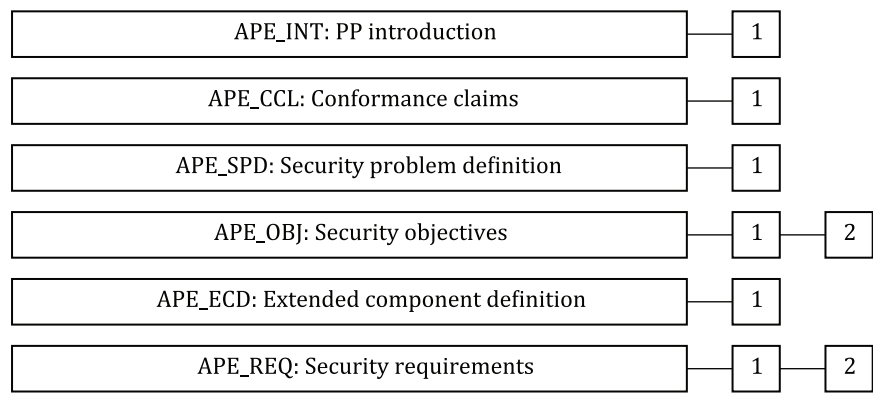 APE_INT: PP introduction 1
APE_CCL: Conformance claims 1
APE_SPD: Security problem definition 1
APE_OBJ: Security objectives 1 2
APE_ECD: Extended component definition 1
APE_REQ: Security requirements 1 2